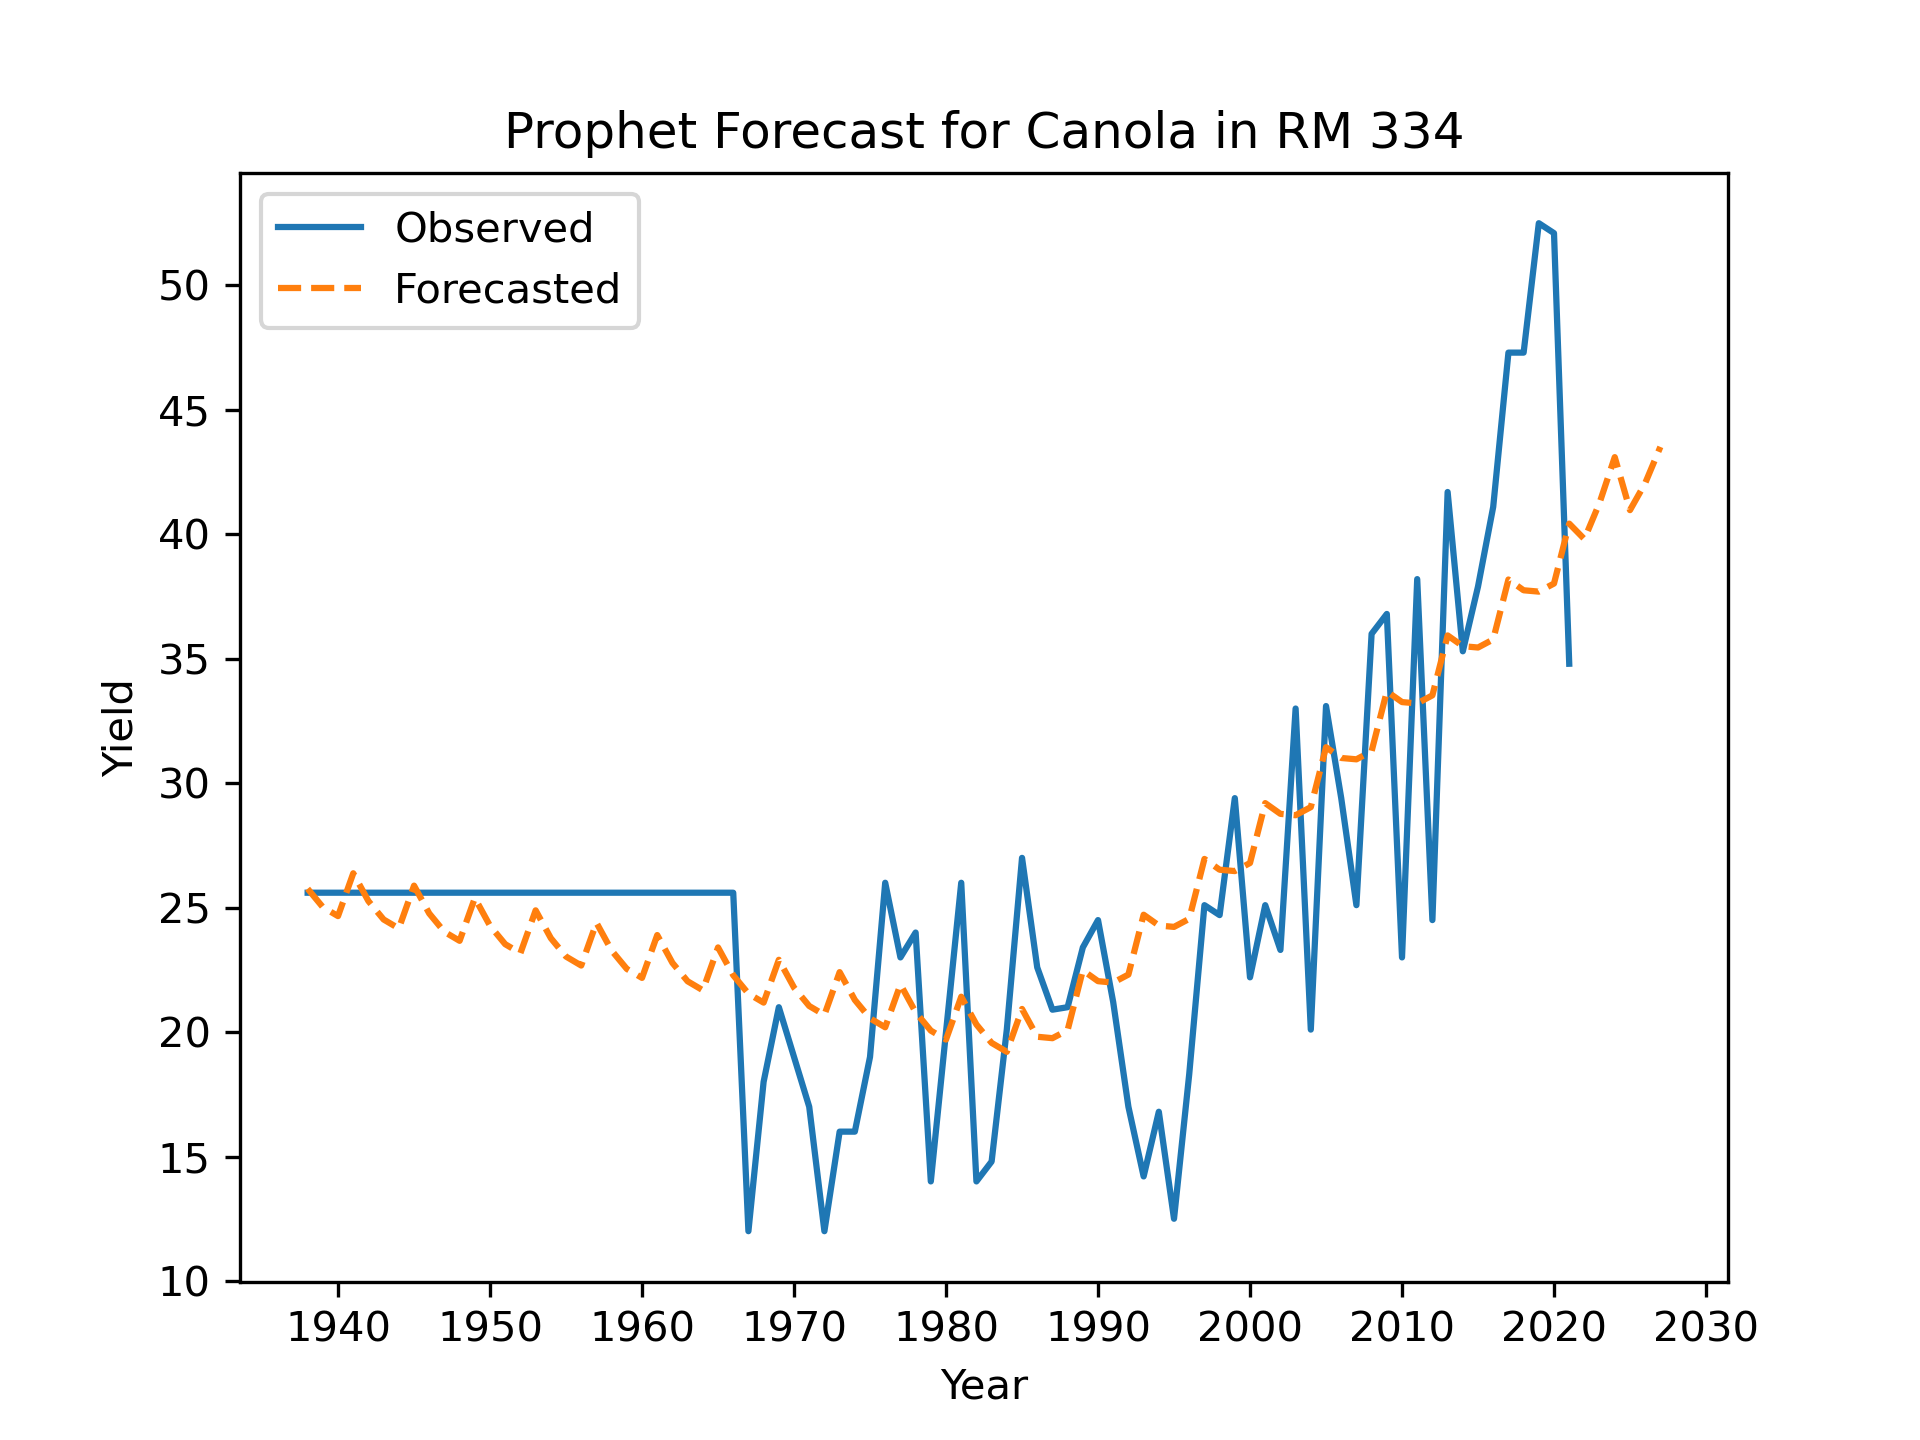 Prophet Forecast for Canola in RM 334
Observed
Forecasted
50
45
40
35
30
25
20
15
10
Yield
1940 1950 1960 1970 1980 1990 2000 2010 2020 2030
Year